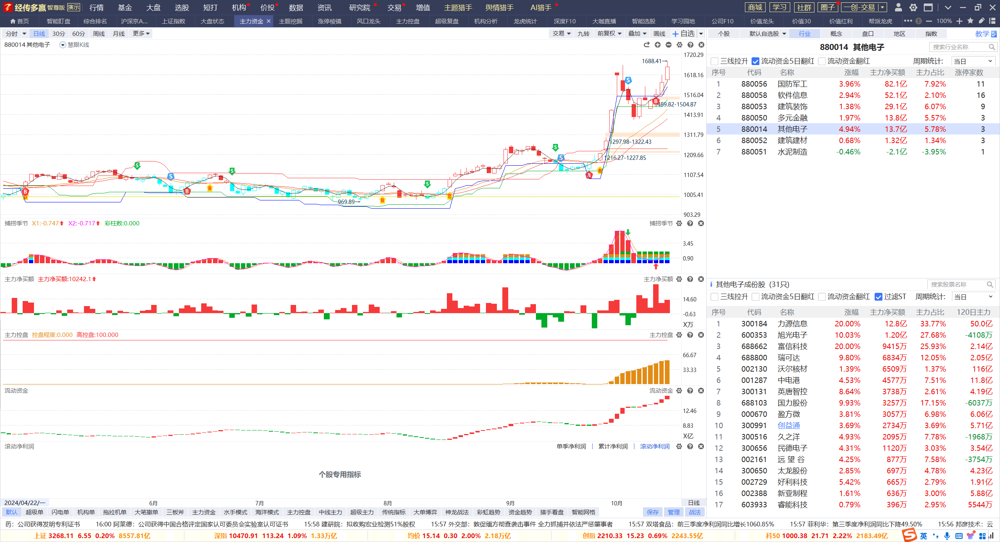 经传多赢 智尊版 演示 行情 基金 大盘 选股 短打 机构 价投 数据 资讯 研究院 交易 增值 主题猎手 舆情猎手 AI猎手 商城 学习 社群 圈子 一创-交易
首页 智能盯盘 综合排名 沪深京A... 上证指数 大盘状态 主力资金 主题挖掘 涨停棱镜 风口龙头 主力控盘 超级复盘 机构分析 龙虎统计 深度F10 大咖直播 智能选股 学习园地 公司F10 价值龙头 价值30 价值红利 帮派龙虎 100%
分时 日线 30分 60分 周线 月线 更多 交易 九转 前复权 叠加 画线 自选
880014 其他电子 慧眼K线
1720.29
1688.41→
1618.16
1516.04
1489.82-1504.87
1413.91
1311.79
1297.98-1322.43
1209.66
1216.27-1227.85
1107.54
1005.41
969.89→
903.29
捕捞季节 X1:-0.747 X2:-0.717 彩柱数:0.000 捕捞季节
3.45
0.90
主力净买额 主力净买额:10242.1 主力净买额
14.60
-0.63
X万
主力控盘 控盘程度:0.000 高控盘:100.000 主力控盘
66.67
33.33
流动资金 流动资金
12.46
8.83
X亿
滚动净利润 单季净利润 累计净利润 滚动净利润
个股专用指标
2024/04/22/一 6月 7月 8月 9月 10月 日线
默认 超级单 闪电单 机构单 拖拉机单 大笔撤单 三板斧 主力资金 水手模式 海洋模式 主力控盘 中线主力 超级主力 传统指标 大单博弈 神龙战法 彩虹趋势 资金趋势 猎手看盘 智能网格 保存 管理 战法
个股 默认自选股 行业 概念 盘口 地区 指数 教学
880014 其他电子 搜索行业名称
三线拉升 流动资金5日翻红 流动资金翻红 周期统计: 当日
序号 代码 名称 涨幅 主力净买额 主力占比 涨停家数
1 880056 国防军工 3.96% 82.1亿 7.92% 11
2 880058 软件信息 2.94% 52.1亿 2.10% 16
3 880053 建筑装饰 1.38% 29.1亿 6.07% 9
4 880050 多元金融 1.97% 13.8亿 5.57% 3
5 880014 其他电子 4.94% 13.7亿 5.78% 3
6 880052 建筑建材 0.68% 1.32亿 1.34% 3
7 880051 水泥制造 -0.46% -2.1亿 -3.95% 1
其他电子成份股 (31只) 搜索股票名称
三线拉升 流动资金5日翻红 流动资金翻红 过滤ST 周期统计: 当日
序号 代码 名称 涨幅 主力净买额 主力占比 120日主力
1 300184 力源信息 20.00% 12.8亿 33.77% 50.0亿
2 600353 旭光电子 10.03% 1.20亿 27.68% -4108万
3 688662 富信科技 20.00% 9415万 25.93% 2.14亿
4 688800 瑞可达 9.80% 6834万 12.05% 2.05亿
5 002130 沃尔核材 1.39% 6509万 1.37% 116亿
6 001287 中电港 4.53% 4577万 7.51% 11.8亿
7 300131 英唐智控 8.64% 3738万 2.61% 4.19亿
8 688103 国力股份 9.93% 3257万 17.15% -6037万
9 000670 盈方微 3.81% 3057万 6.98% 6.06亿
10 300991 创益通 3.69% 2734万 3.69% 5.71亿
11 300516 久之洋 4.93% 2095万 7.78% -1968万
12 300656 民德电子 4.31% 1120万 3.03% 3.54亿
13 002161 远 望 谷 4.25% 877万 7.58% -3754万
14 300650 太龙股份 2.85% 697万 4.78% 4.23亿
15 002729 好利科技 5.42% 665万 2.79% 1.91亿
16 002388 新亚制程 1.61% 636万 3.00% 5.88亿
17 603933 睿能科技 0.79% 396万 2.95% 5544万
药：公司获得发明专利证书 16:00 阿莱德：公司获得中国合格评定国家认可委员会实验室认可证书 15:58 建研院：拟收购宏业检测51%股权 15:57 外交部：敦促缅方彻查袭击事件 全力抓捕并依法严惩肇事者 15:57 双塔食品：前三季度净利润同比增长1060.85% 15:57 菲利华：第三季度净利润同比下降49.50% 15:56 邦彦技术：云
上证 3268.11 6.55 0.20% 8557.81亿 深指 10470.91 113.24 1.09% 1.33万亿 均价 15.14 0.30 2.00% 2.18万亿 创指 2210.33 15.23 0.69% 2243.55亿 科50 1000.38 21.71 2.22% 2183.49亿 英